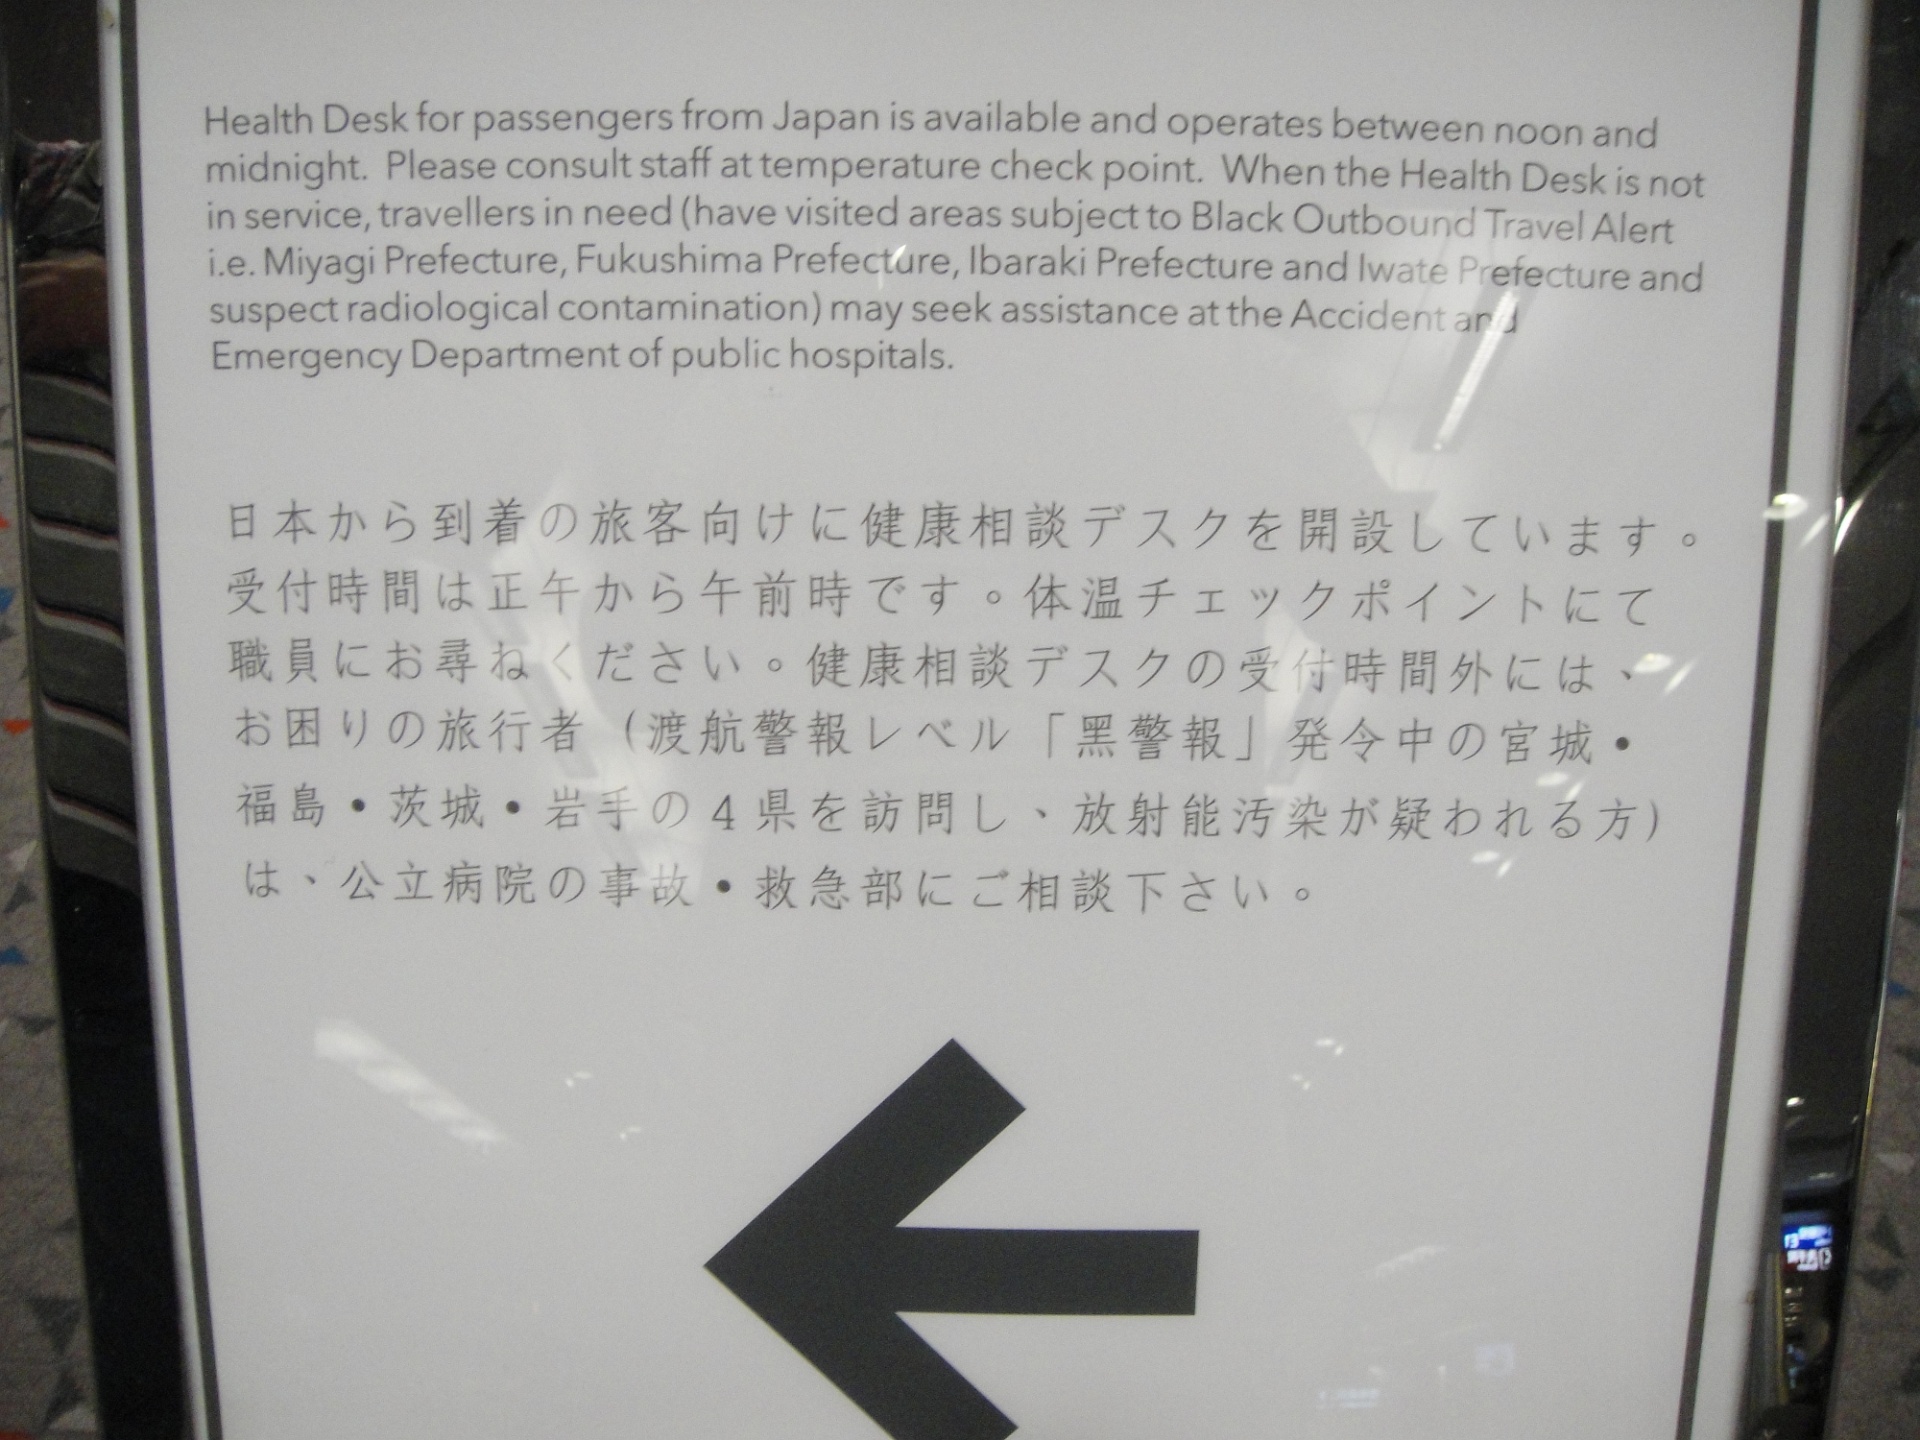 Health Desk for passengers from Japan is available and operates between noon and
midnight. Please consult staff at temperature check point. When the Health Desk is not
in service, travellers in need (have visited areas subject to Black Outbound Travel Alert
i.e. Miyagi Prefecture, Fukushima Prefecture, Ibaraki Prefecture and Iwate Prefecture and
suspect radiological contamination) may seek assistance at the Accident and
Emergency Department of public hospitals.
日本から到着の旅客向けに健康相談デスクを開設しています。
受付時間は正午から午前時です。体温チェックポイントにて
職員にお尋ねください。健康相談デスクの受付時間外には、
お困りの旅行者（渡航警報レベル「黑警報」発令中の宮城・
福島・茨城・岩手の4県を訪問し、放射能汚染が疑われる方）
は、公立病院の事故・救急部にご相談下さい。